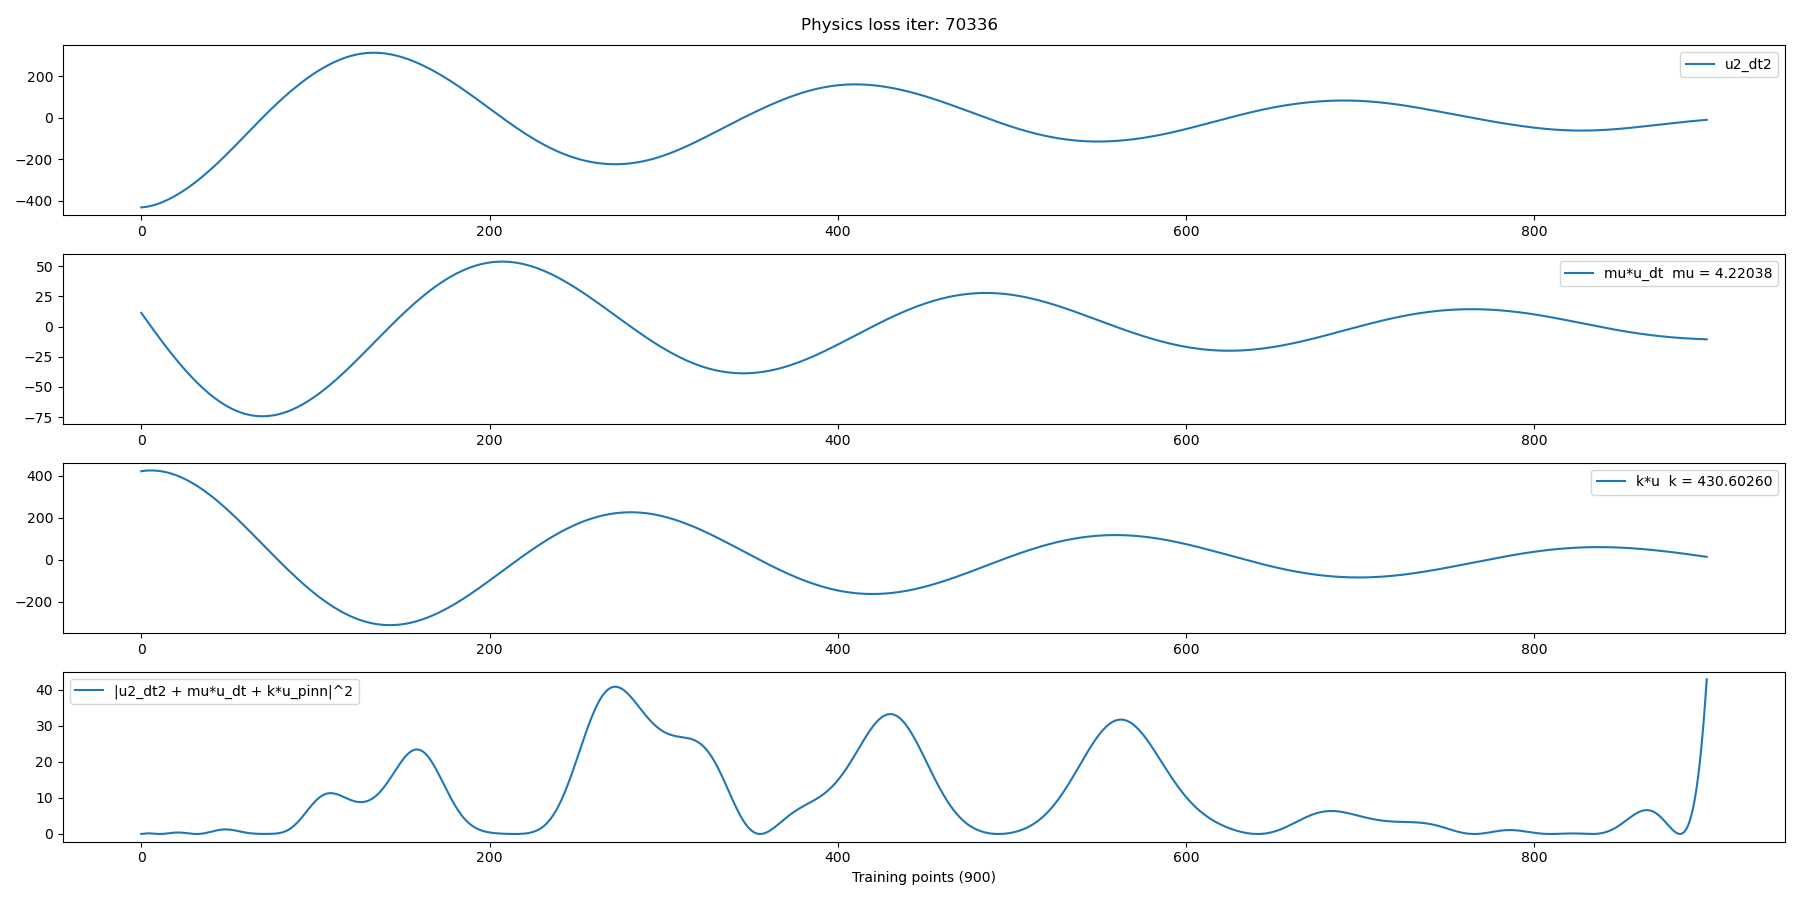 Physics loss iter: 70336
u2_dt2
200
0
−200
−400
0 200 400 600 800
mu*u_dt mu = 4.22038
50
25
0
−25
−50
−75
0 200 400 600 800
k*u k = 430.60260
400
200
0
−200
0 200 400 600 800
|u2_dt2 + mu*u_dt + k*u_pinn|^2
40
30
20
10
0
0 200 400 600 800
Training points (900)